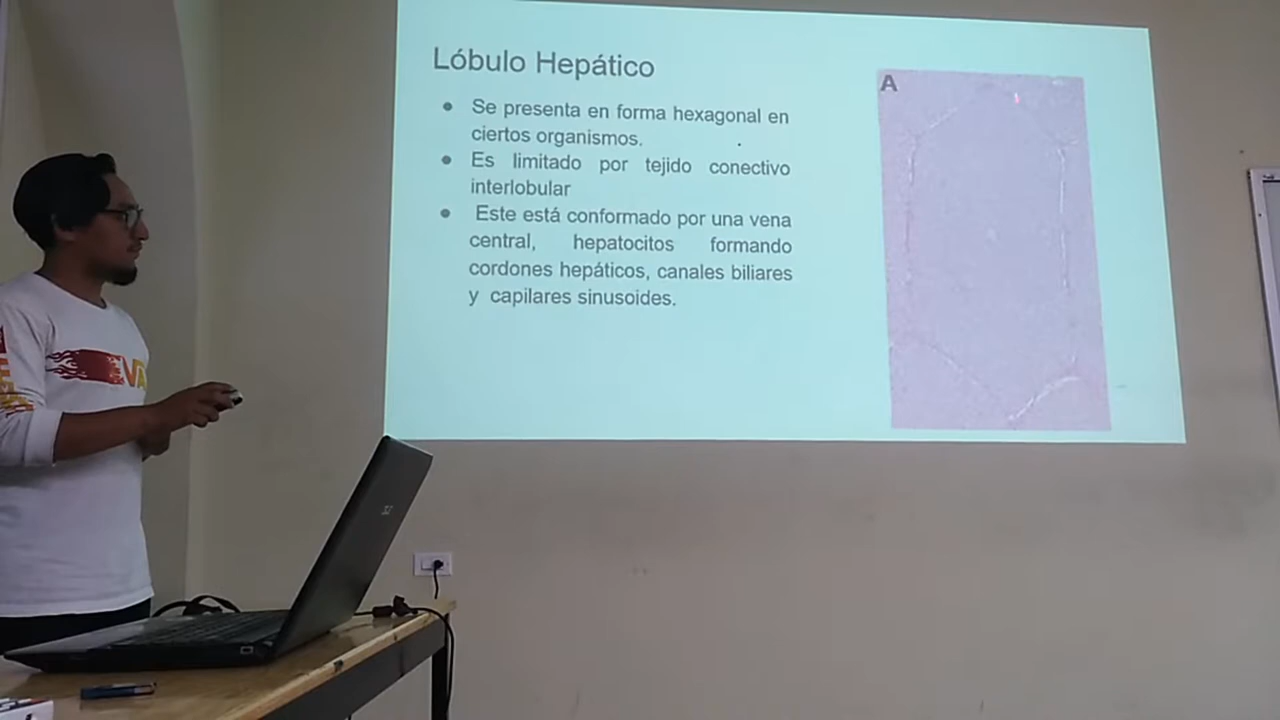 Lóbulo Hepático
Se presenta en forma hexagonal en
ciertos organismos.
Es limitado por tejido conectivo
interlobular
Este está conformado por una vena
central, hepatocitos formando
cordones hepáticos, canales biliares
y capilares sinusoides.
A